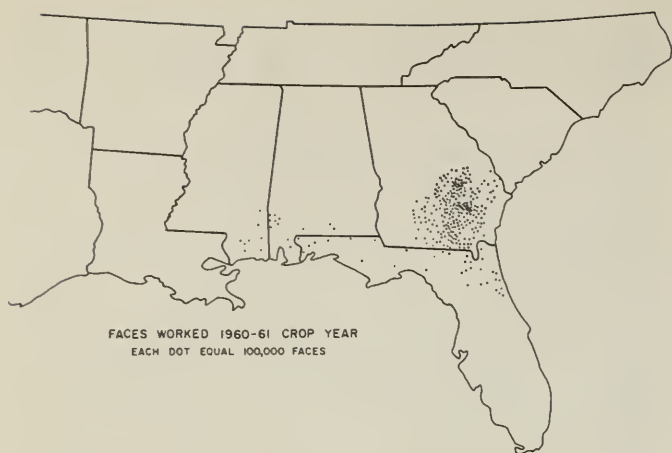 FACES WORKED 1960-61 CROP YEAR
EACH DOT EQUAL 100,000 FACES